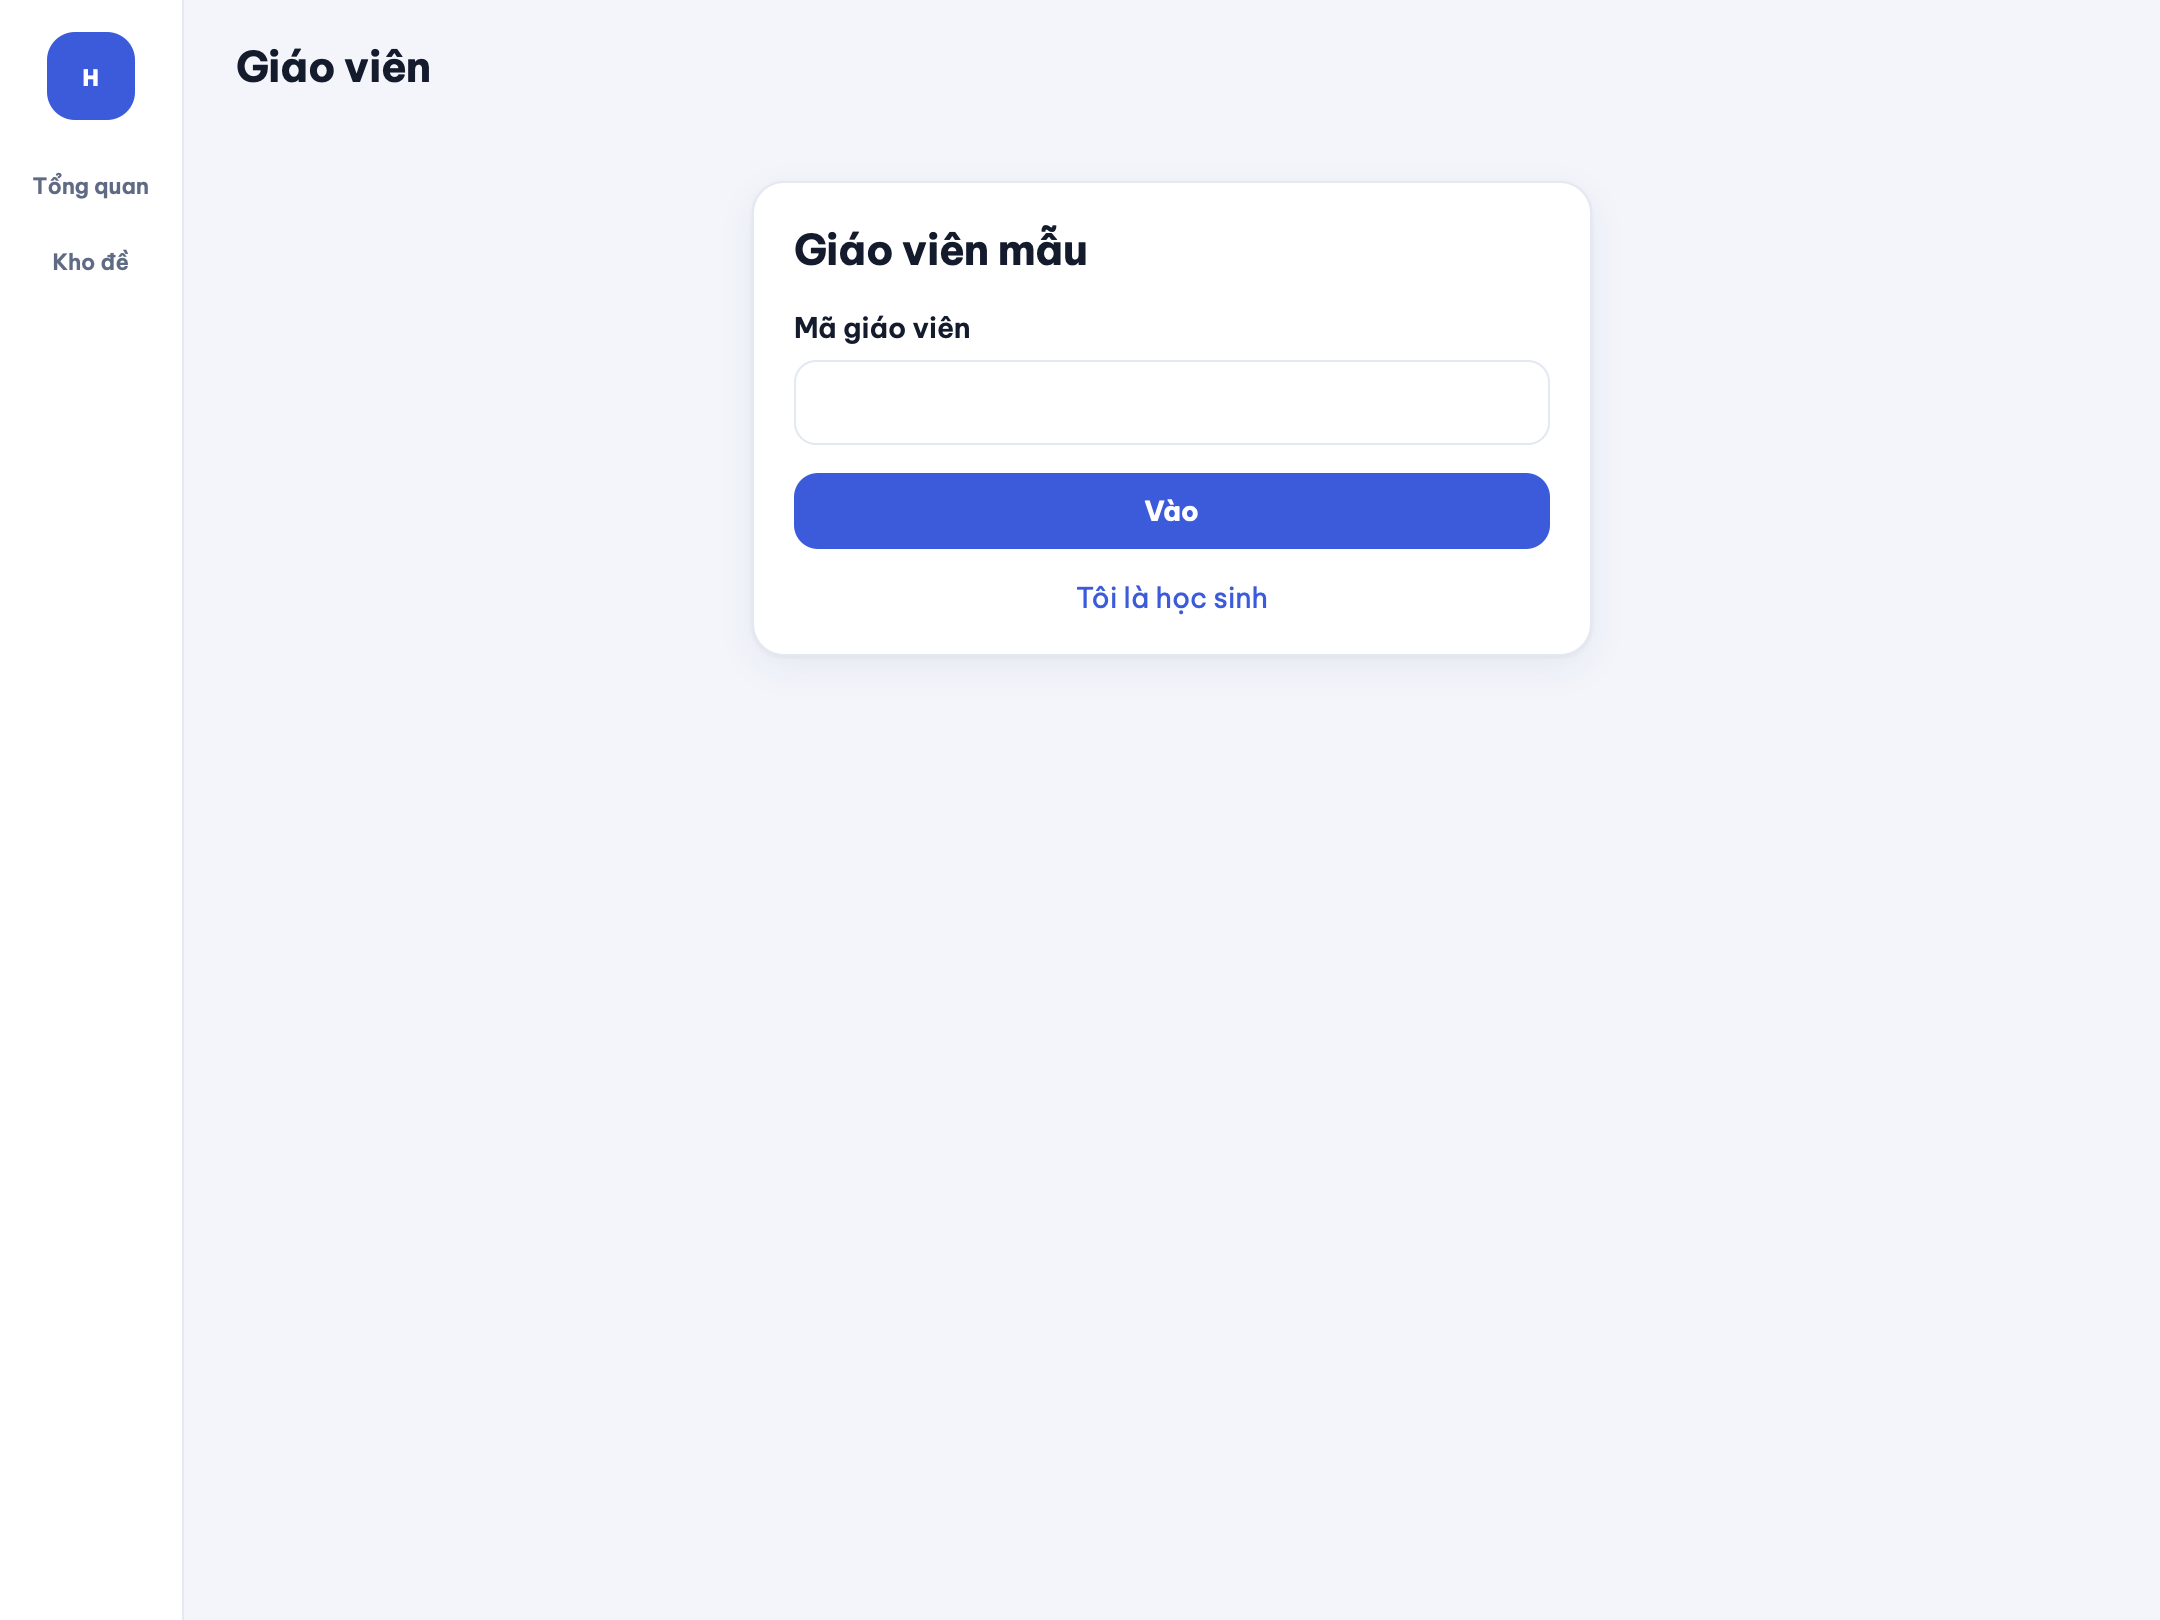 H
Tổng quan
Kho đề
Giáo viên
Giáo viên mẫu
Mã giáo viên
Vào
Tôi là học sinh